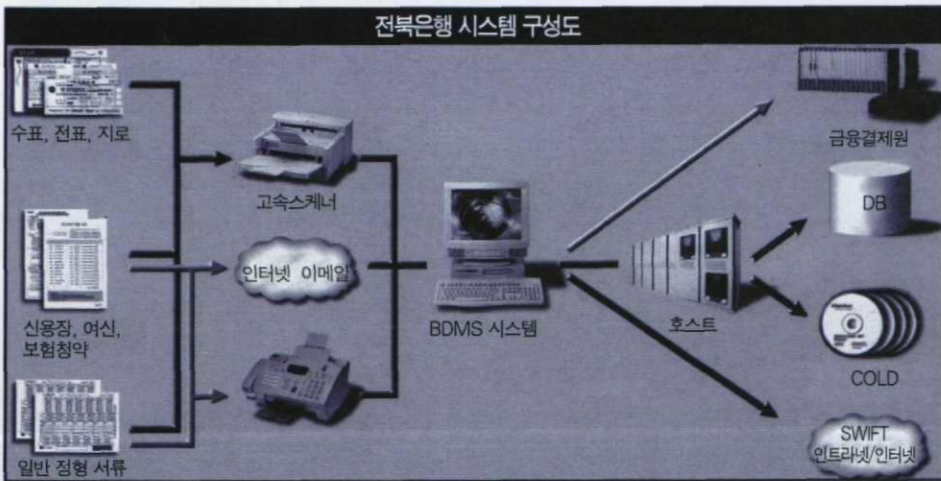 전북은행 시스템 구성도
수표, 전표, 지로
고속스케너
금융결제원
DB
신용장, 여신,
보험청약
인터넷 이메일
BDMS 시스템
호스트
COLD
일반 정형 서류
SWIFT
인트라넷/인터넷